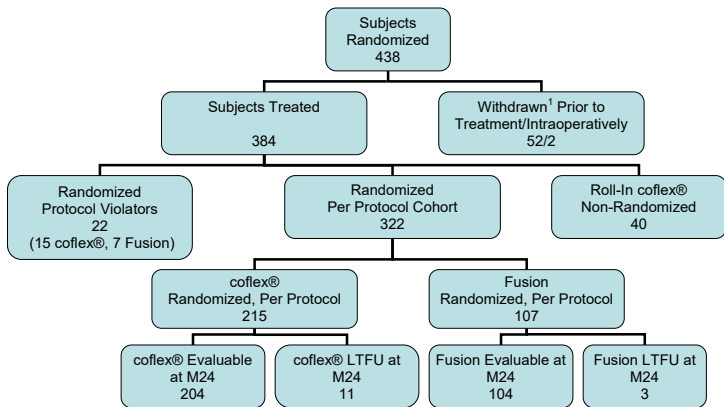 Subjects
Randomized
438
Subjects Treated
384
Withdrawn¹ Prior to
Treatment/Intraoperatively
52/2
Randomized
Protocol Violators
22
(15 coflex®, 7 Fusion)
Randomized
Per Protocol Cohort
322
Roll-In coflex®
Non-Randomized
40
coflex®
Randomized, Per Protocol
215
Fusion
Randomized, Per Protocol
107
coflex® Evaluable
at M24
204
coflex® LTFU at
M24
11
Fusion Evaluable at
M24
104
Fusion LTFU at
M24
3